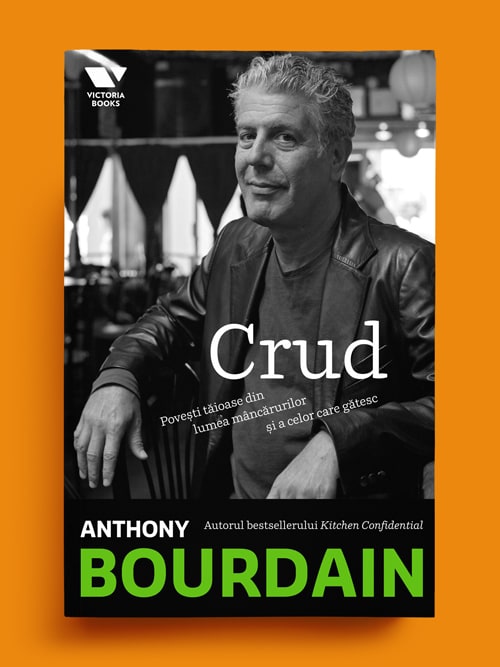 VICTORIA
BOOKS
Crud
Povești tăioase din
lumea mâncărurilor
și a celor care gătesc
ANTHONY
Autorul bestsellerului Kitchen Confidential
BOURDAIN